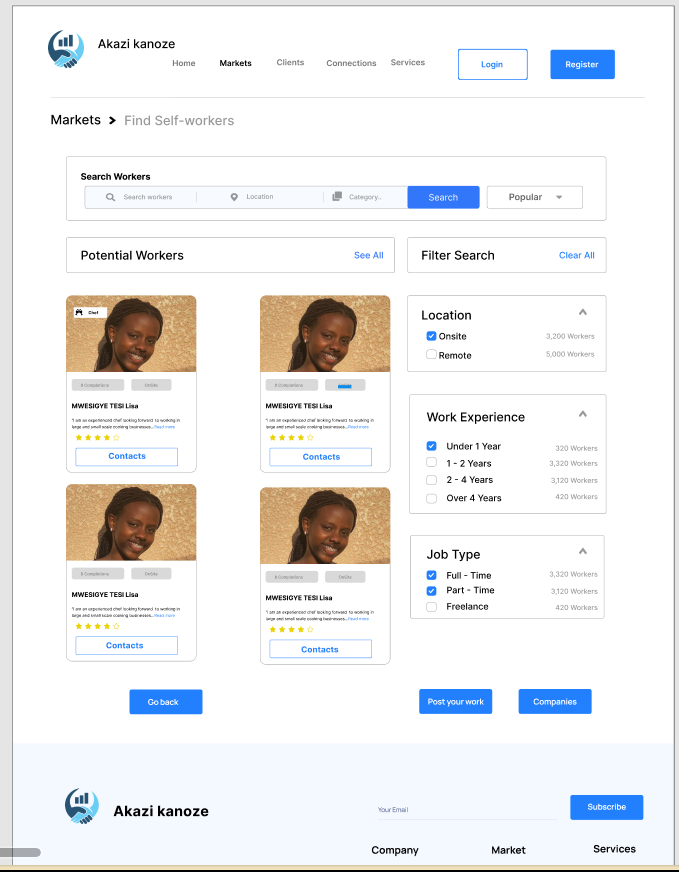 Akazi kanoze
Home Markets Clients Connections Services Login Register
Markets > Find Self-workers
Search Workers
Search workers Location Category.. Search Popular
Potential Workers See All
Filter Search Clear All
Chef
8 Completions OnSite
MWESIGYE TESI Lisa
"I am an experienced chef looking forward to working in
large and small scale cooking businesses... Read more
Contacts
8 Completions
MWESIGYE TESI Lisa
"I am an experienced chef looking forward to working in
large and small scale cooking businesses... Read more
Contacts
8 Completions OnSite
MWESIGYE TESI Lisa
"I am an experienced chef looking forward to working in
large and small scale cooking businesses... Read more
Contacts
8 Completions OnSite
MWESIGYE TESI Lisa
"I am an experienced chef looking forward to working in
large and small scale cooking businesses... Read more
Contacts
Location
Onsite 3,200 Workers
Remote 5,000 Workers
Work Experience
Under 1 Year 320 Workers
1 - 2 Years 3,320 Workers
2 - 4 Years 3,120 Workers
Over 4 Years 420 Workers
Job Type
Full - Time 3,320 Workers
Part - Time 3,120 Workers
Freelance 420 Workers
Go back Post your work Companies
Akazi kanoze
Your Email Subscribe
Company Market Services